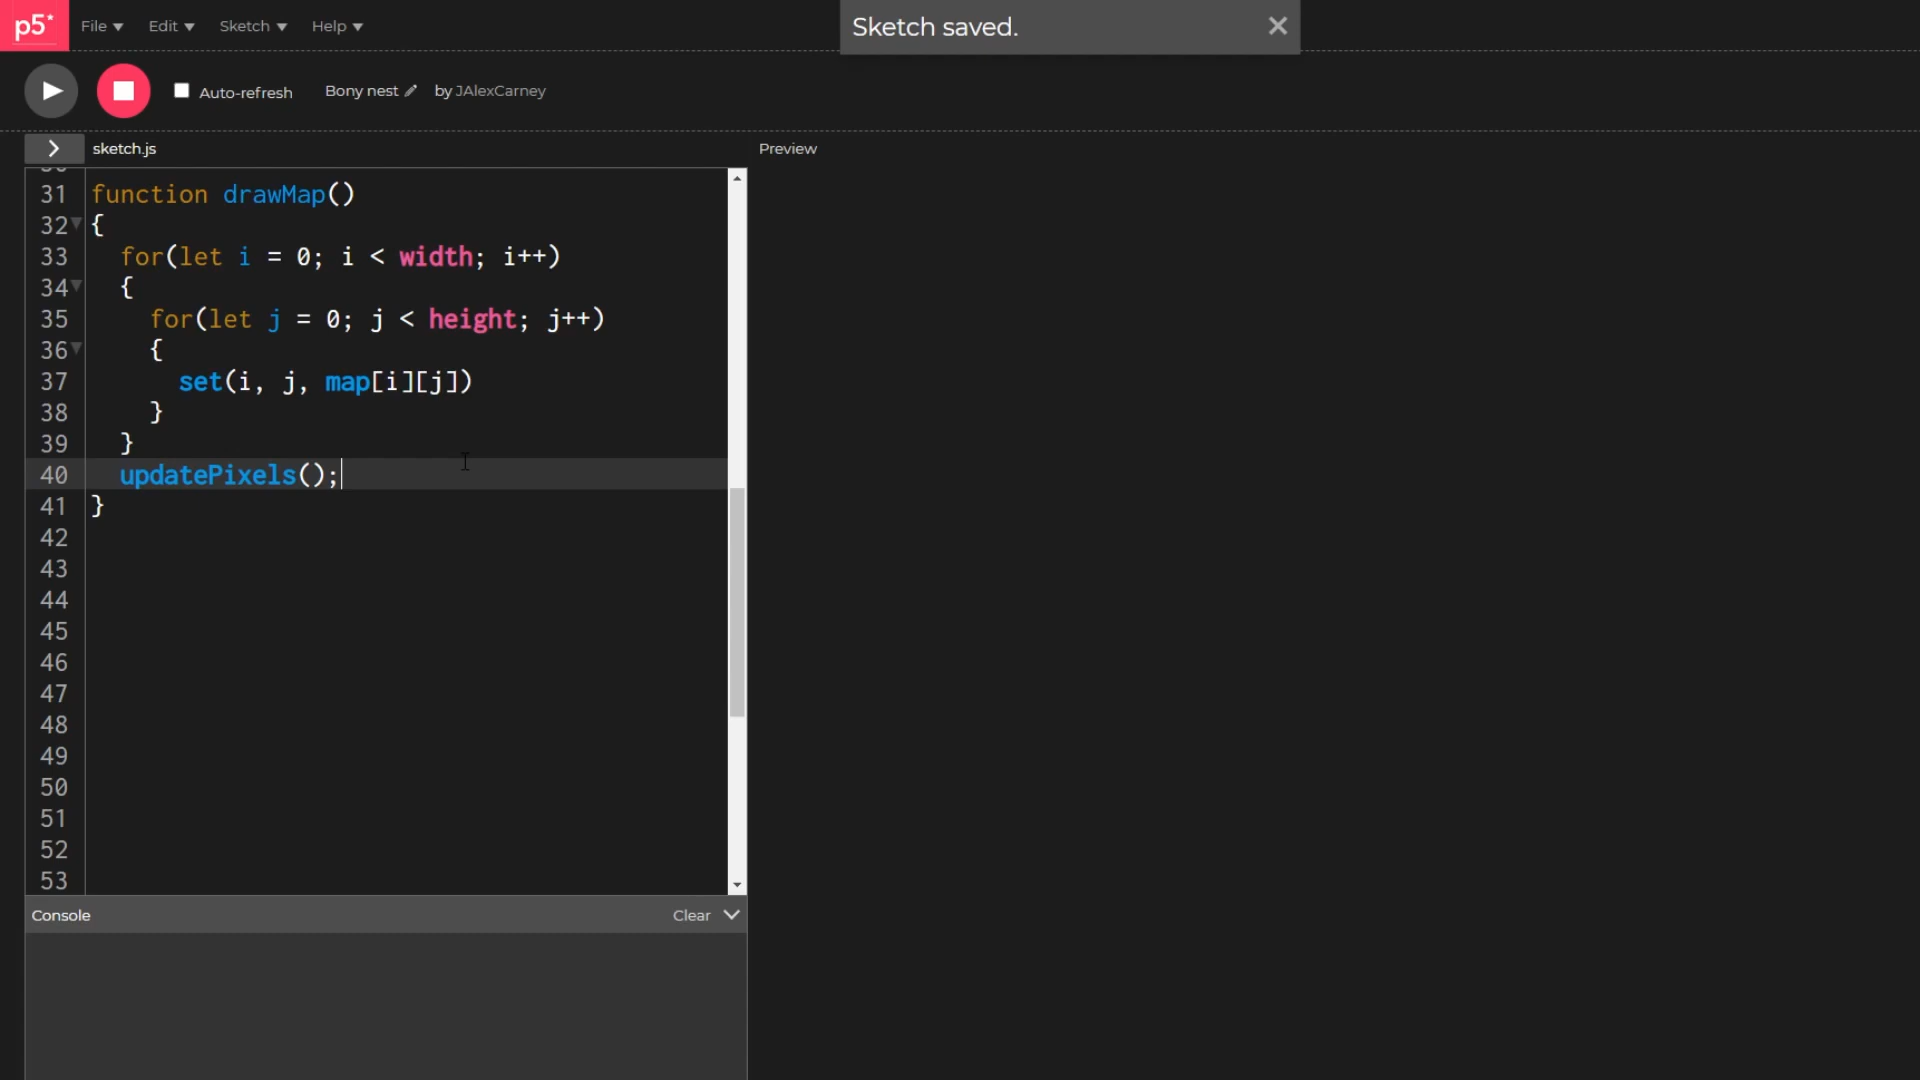 p5* File Edit Sketch Help
Sketch saved.
Auto-refresh Bony nest by JAlexCarney
sketch.js
Preview
31 function drawMap()
32 {
33 for(let i = 0; i < width; i++)
34 {
35 for(let j = 0; j < height; j++)
36 {
37 set(i, j, map[i][j])
38 }
39 }
40 updatePixels();
41 }
42
43
44
45
46
47
48
49
50
51
52
53
Console Clear